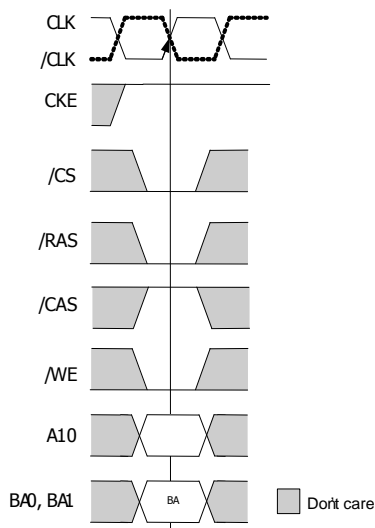 CLK
/CLK
CKE
/CS
/RAS
/CAS
/WE
A10
BA0, BA1
BA
Don't care